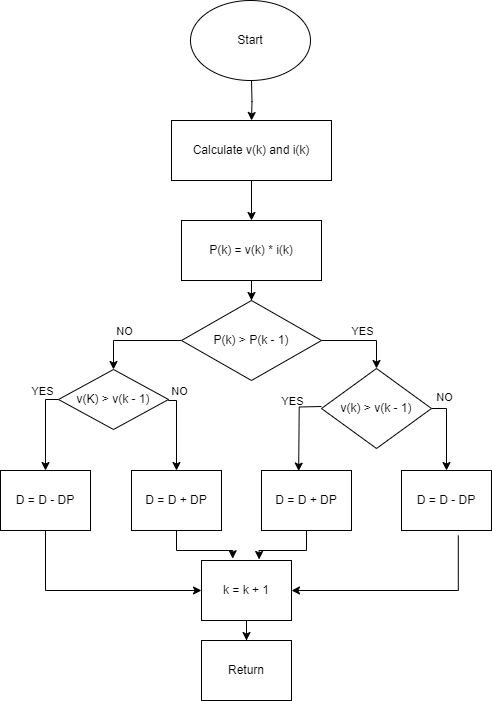 Start
Calculate v(k) and i(k)
P(k) = v(k) * i(k)
P(k) > P(k - 1)
NO
YES
v(K) > v(k - 1)
YES
NO
v(k) > v(k - 1)
YES
NO
D = D - DP
D = D + DP
D = D + DP
D = D - DP
k = k + 1
Return